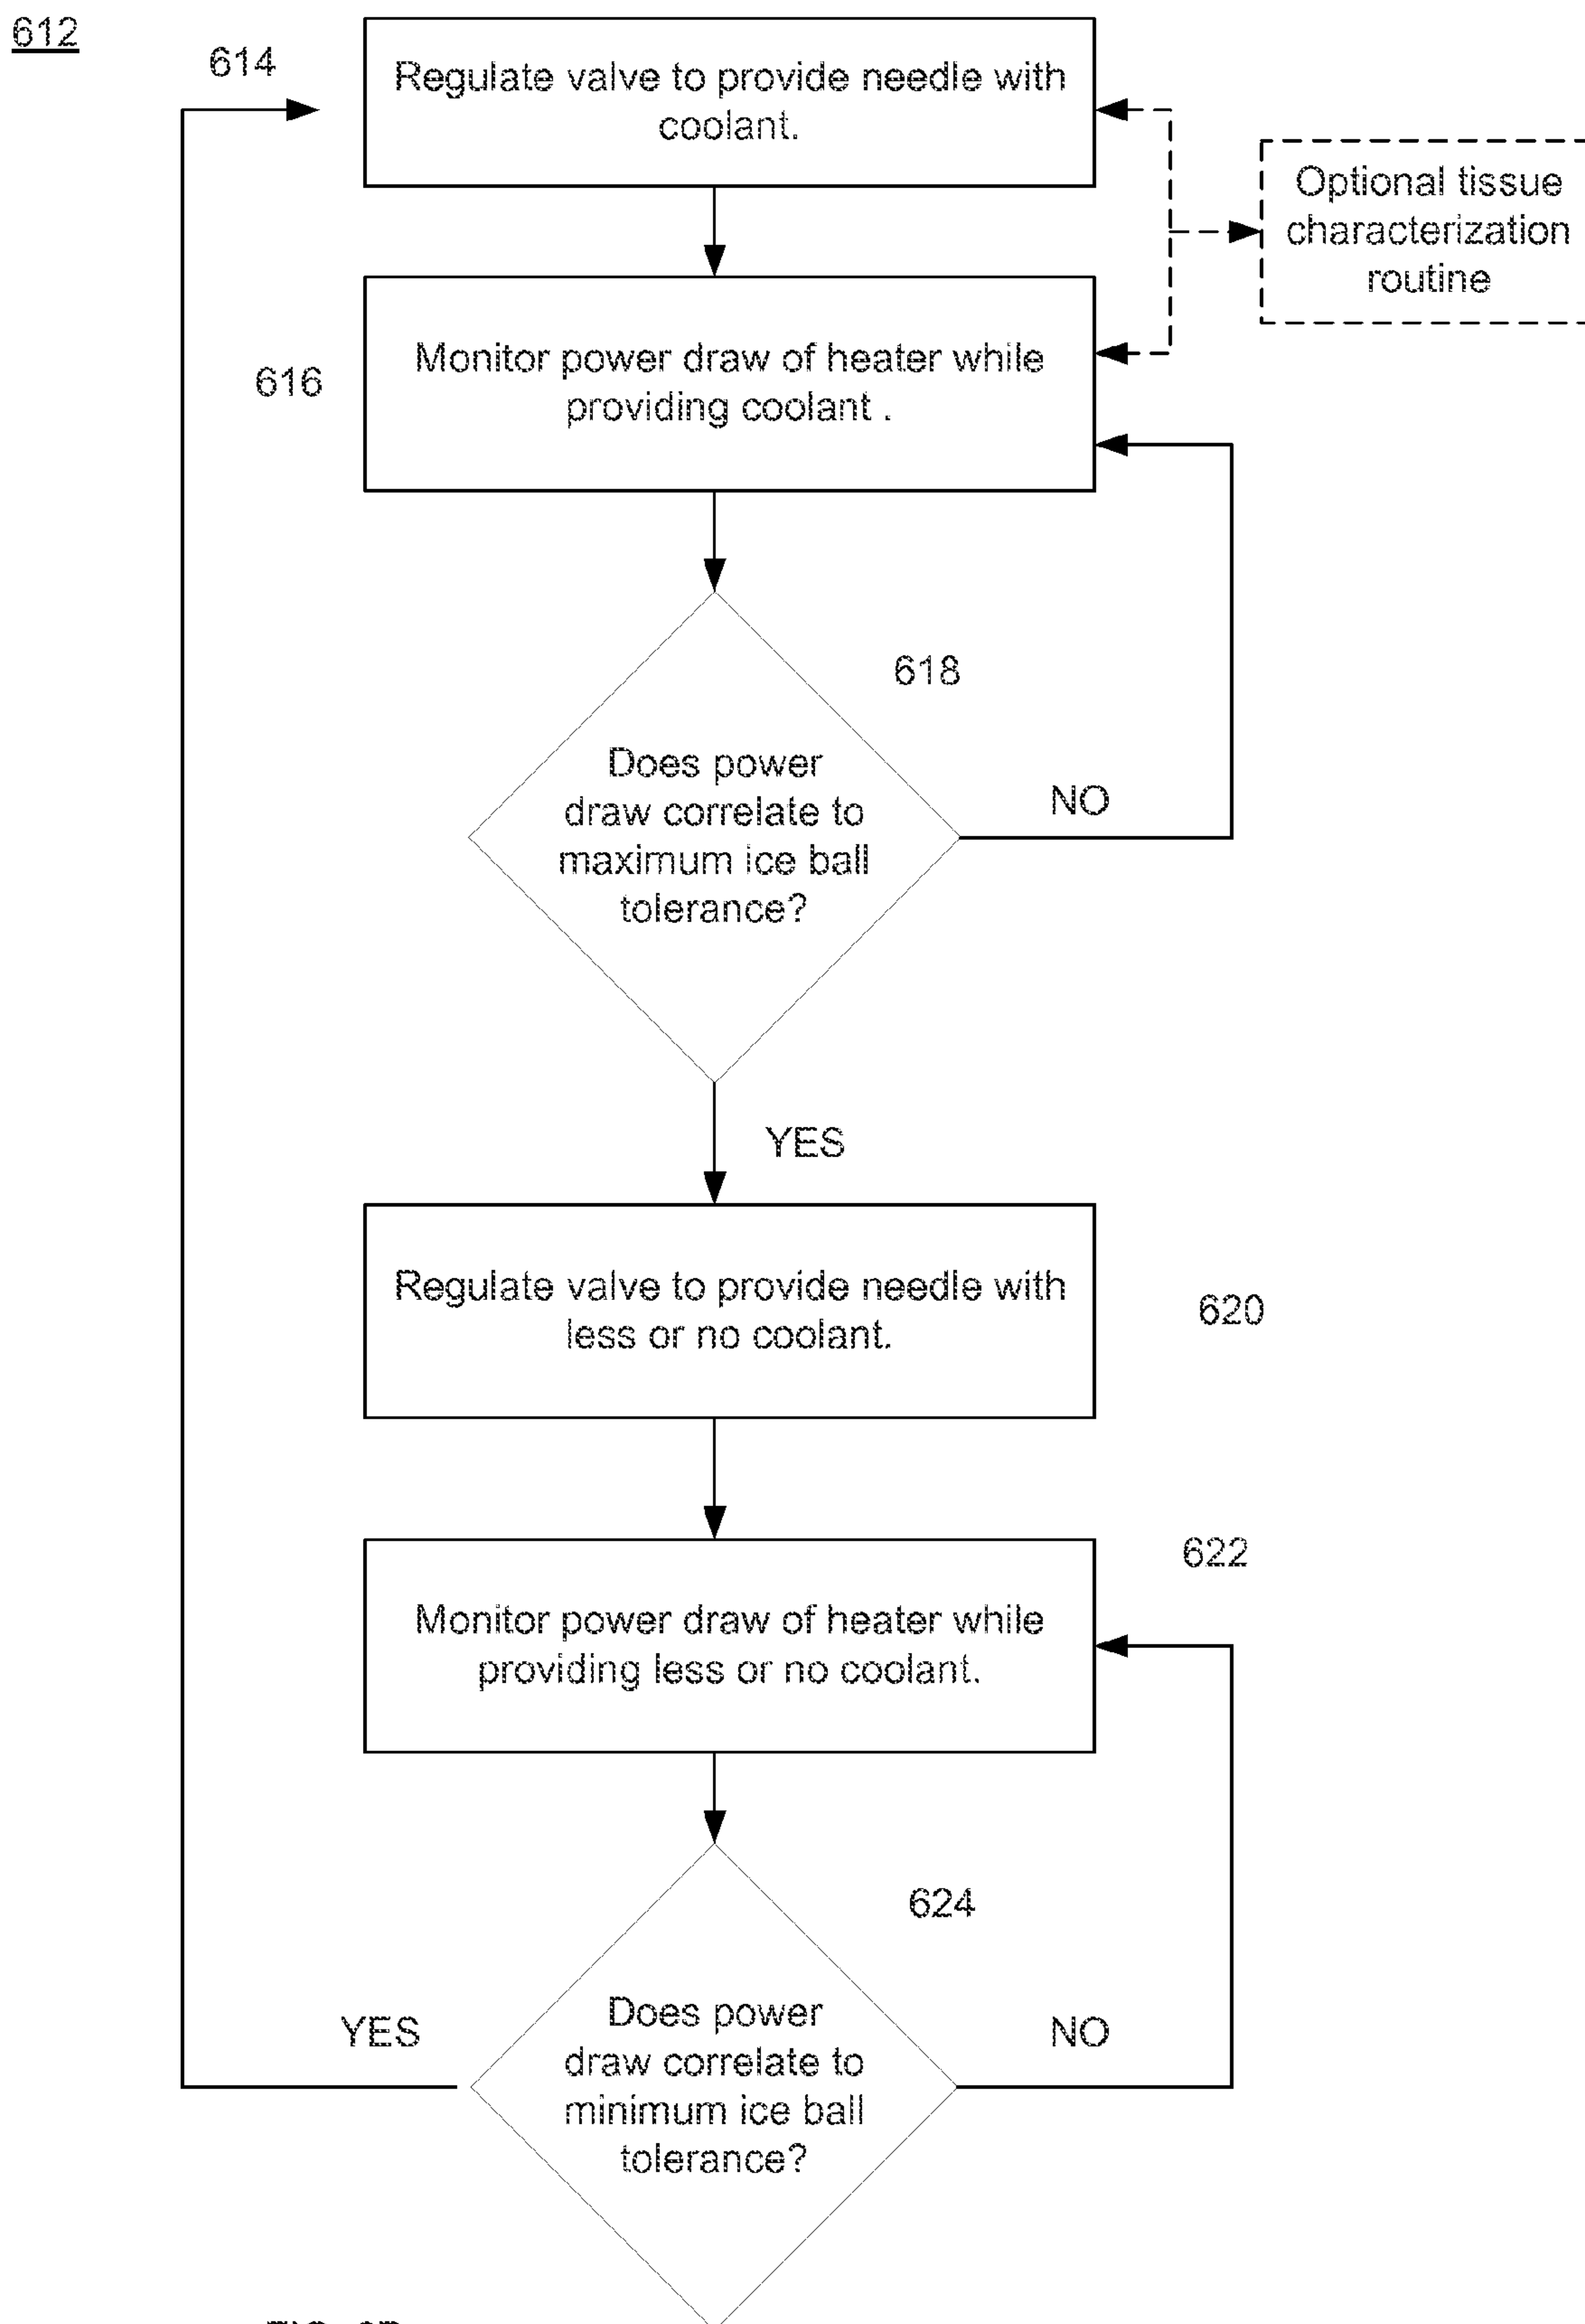 612
614
Regulate valve to provide needle with
coolant.
Optional tissue
characterization
routine
616
Monitor power draw of heater while
providing coolant .
618
Does power
draw correlate to
maximum ice ball
tolerance?
NO
YES
Regulate valve to provide needle with
less or no coolant.
620
622
Monitor power draw of heater while
providing less or no coolant.
624
Does power
draw correlate to
minimum ice ball
tolerance?
YES
NO